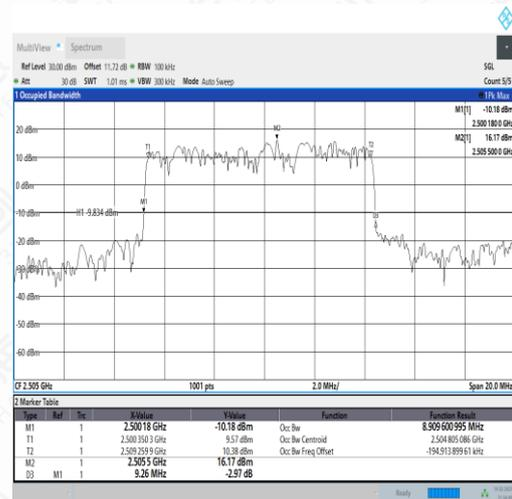 MultiView Spectrum
Ref Level 30.00 dBm Offset 11.72 dB RBW 100 kHz SGL
Att 30 dB SWT 1.01 ms VBW 300 kHz Mode Auto Sweep Count 5/5
1 Occupied Bandwidth 1Pk Max
M1[1] -10.18 dBm
2.500 180 0 GHz
M2[1] 16.17 dBm
2.505 500 0 GHz
20 dBm
M2
T1 T2
10 dBm
0 dBm
M1
-10 dBm H1 -9.834 dBm
D3
-20 dBm
-30 dBm
-40 dBm
-50 dBm
-60 dBm
CF 2.505 GHz 1001 pts 2.0 MHz/ Span 20.0 MHz
2 Marker Table
Type Ref Trc X-Value Y-Value Function Function Result
M1 1 2.50018 GHz -10.18 dBm Occ Bw 8.909 600 995 MHz
T1 1 2.500 350 3 GHz 9.57 dBm Occ Bw Centroid 2.504 805 086 GHz
T2 1 2.509 259 9 GHz 10.38 dBm Occ Bw Freq Offset -194.913 899 61 kHz
M2 1 2.5055 GHz 16.17 dBm
D3 M1 1 9.26 MHz -2.97 dB
Ready